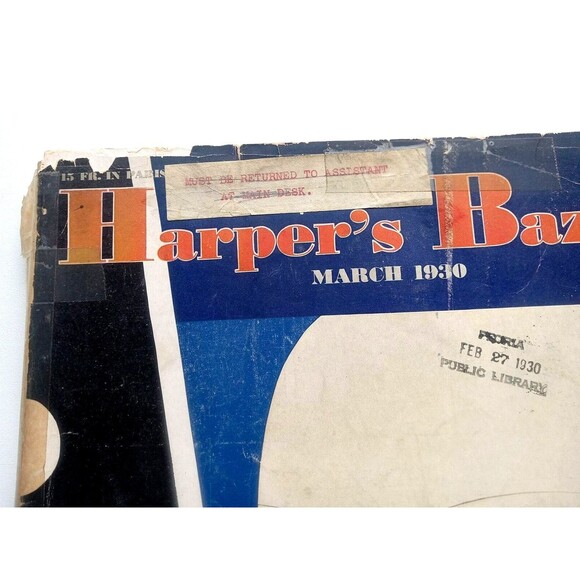 15 FR. IN PARIS
MUST BE RETURNED TO ASSISTANT
AT MAIN DESK.
Harper's Baz
MARCH 1930
PEORIA
FEB 27 1930
PUBLIC LIBRARY